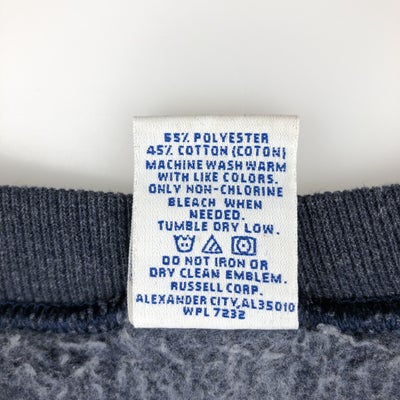 55% POLYESTER
45% COTTON (COTON)
MACHINE WASH WARM
WITH LIKE COLORS.
ONLY NON-CHLORINE
BLEACH WHEN
NEEDED.
TUMBLE DRY LOW.
DO NOT IRON OR
DRY CLEAN EMBLEM.
RUSSELL CORP.
ALEXANDER CITY,AL35010
WPL 7232